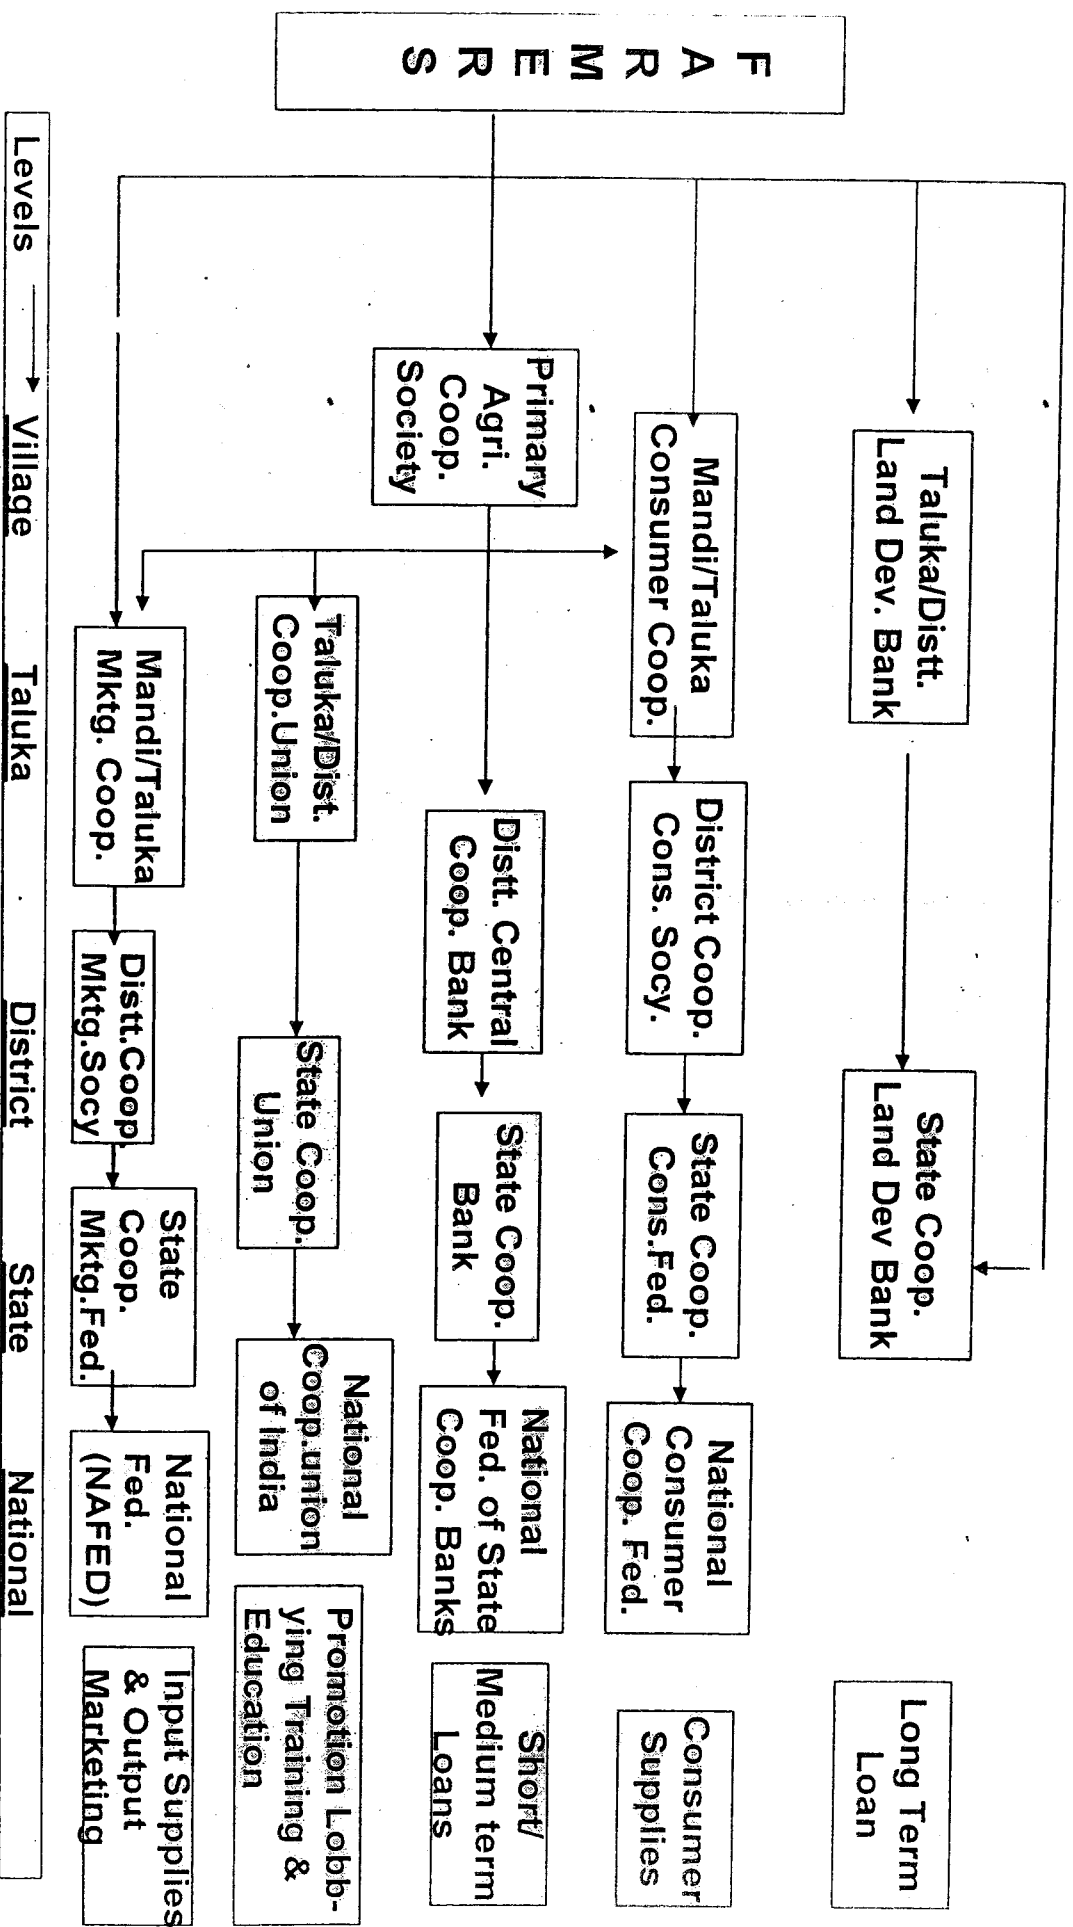 FARMERS
Taluka/Distt.
Land Dev. Bank
State Coop.
Land Dev Bank
Long Term
Loan
Mandi/Taluka
Consumer Coop.
District Coop.
Cons. Socy.
State Coop.
Cons.Fed.
National
Consumer
Coop. Fed.
Consumer
Supplies
Primary
Agri.
Coop.
Society
Distt. Central
Coop. Bank
State Coop.
Bank
National
Fed. of State
Coop. Banks
Short/
Medium term
Loans
Taluka/Dist.
Coop.Union
State Coop.
Union
National
Coop.union
of India
Promotion Lobb-
ying Training &
Education
Mandi/Taluka
Mktg. Coop.
Distt.Coop.
Mktg.Socy
State
Coop.
Mktg.Fed.
National
Fed.
(NAFED)
Input Supplies
& Output
Marketing
Levels Village Taluka District State National